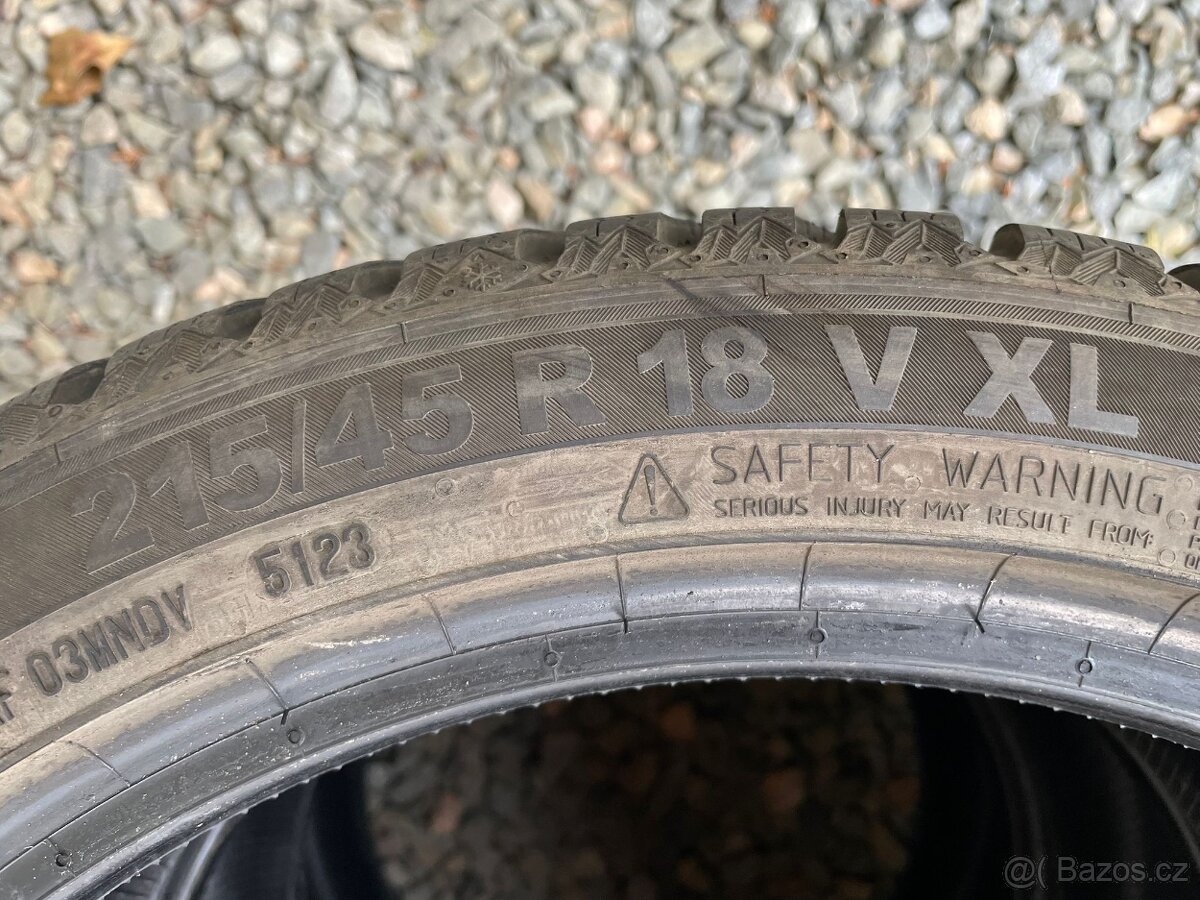 215/45 R 18 V XL
SAFETY WARNING
SERIOUS INJURY MAY RESULT FROM:
5123
03MNDV
@( Bazos.cz